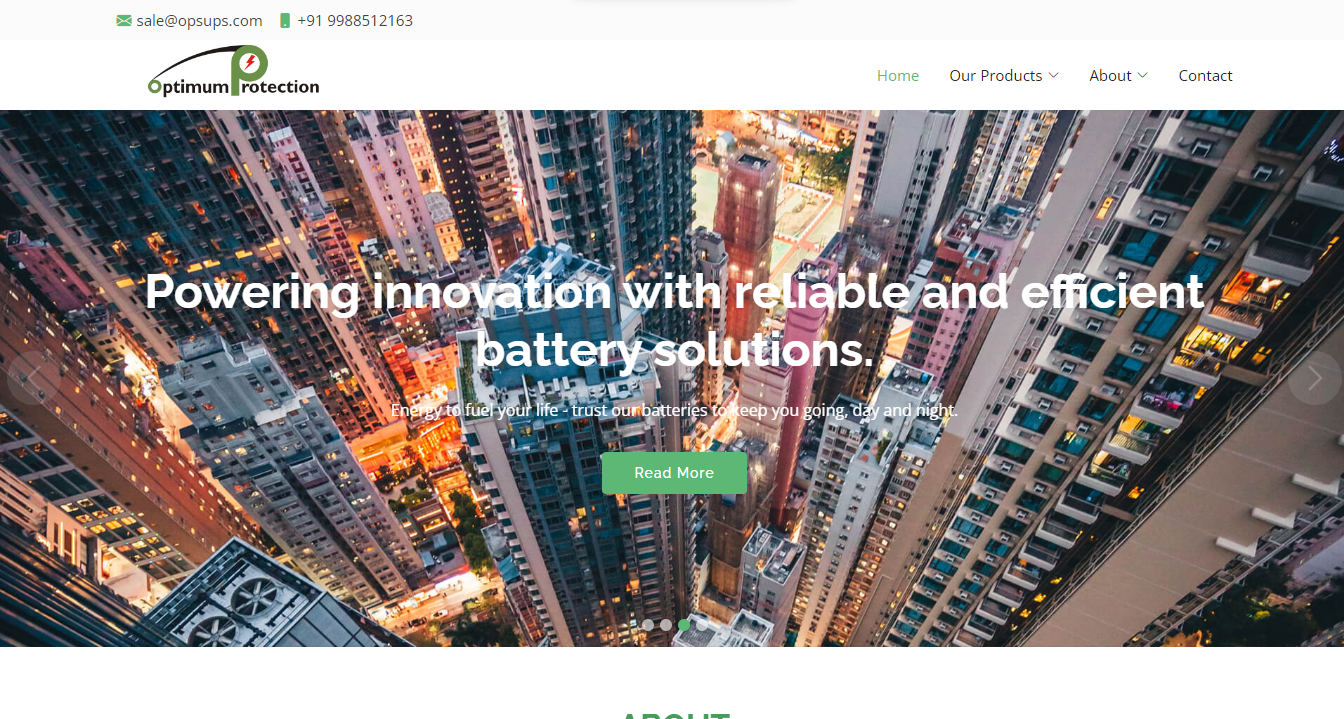 sale@opsups.com +91 9988512163
optimum Protection
Home Our Products About Contact
Powering innovation with reliable and efficient
battery solutions.
Energy to fuel your life - trust our batteries to keep you going, day and night.
Read More
ABOUT